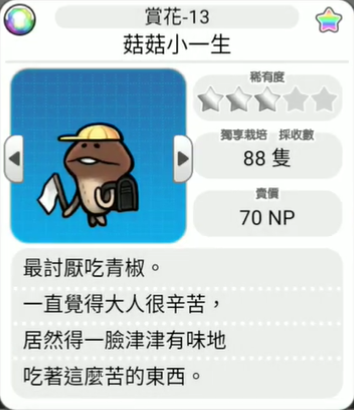 賞花-13
菇菇小一生
稀有度
獨享栽培 採收數
88 隻
賣價
70 NP
最討厭吃青椒。
一直覺得大人很辛苦，
居然得一臉津津有味地
吃著這麼苦的東西。